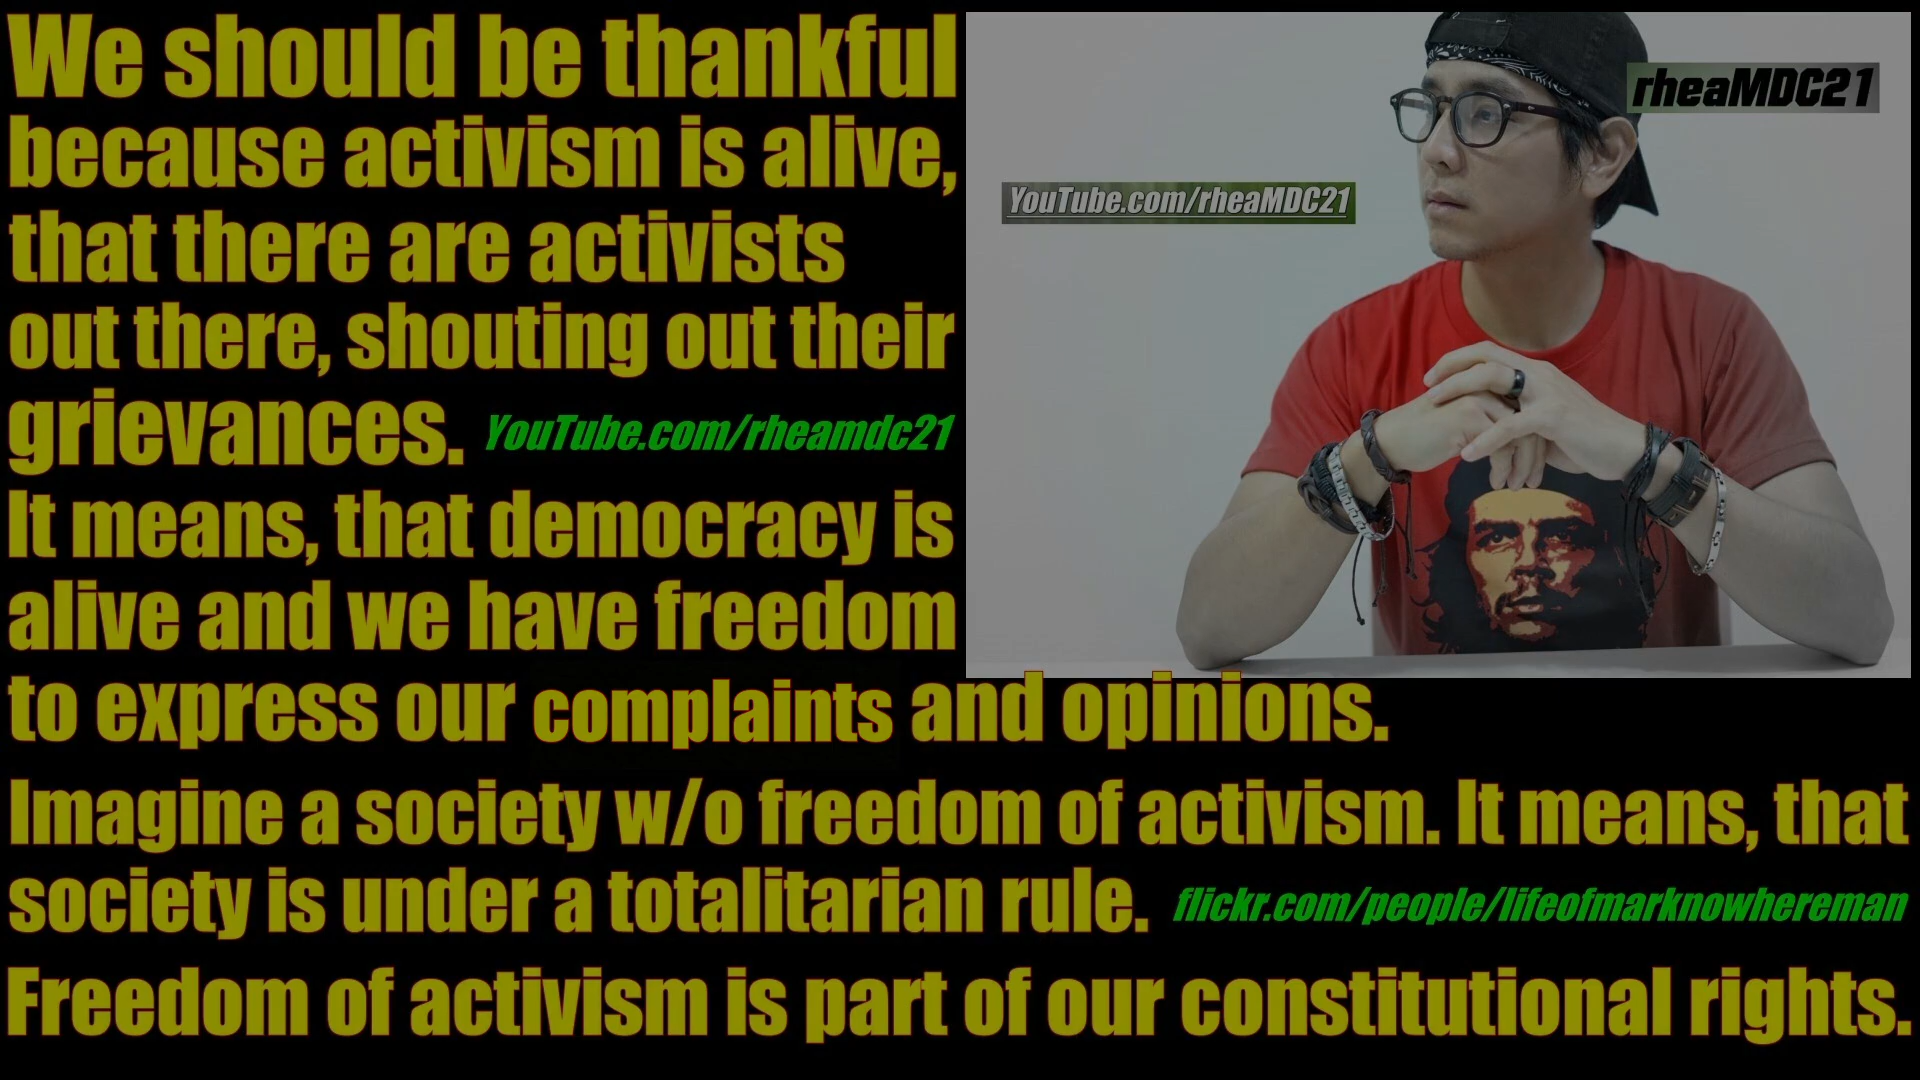 We should be thankful
because activism is alive,
that there are activists
out there, shouting out their
grievances. YouTube.com/rheamdc21
It means, that democracy is
alive and we have freedom
to express our complaints and opinions.
Imagine a society w/o freedom of activism. It means, that
society is under a totalitarian rule. flickr.com/people/lifeofmarknowhereman
Freedom of activism is part of our constitutional rights.
rheaMDC21
YouTube.com/rheaMDC21